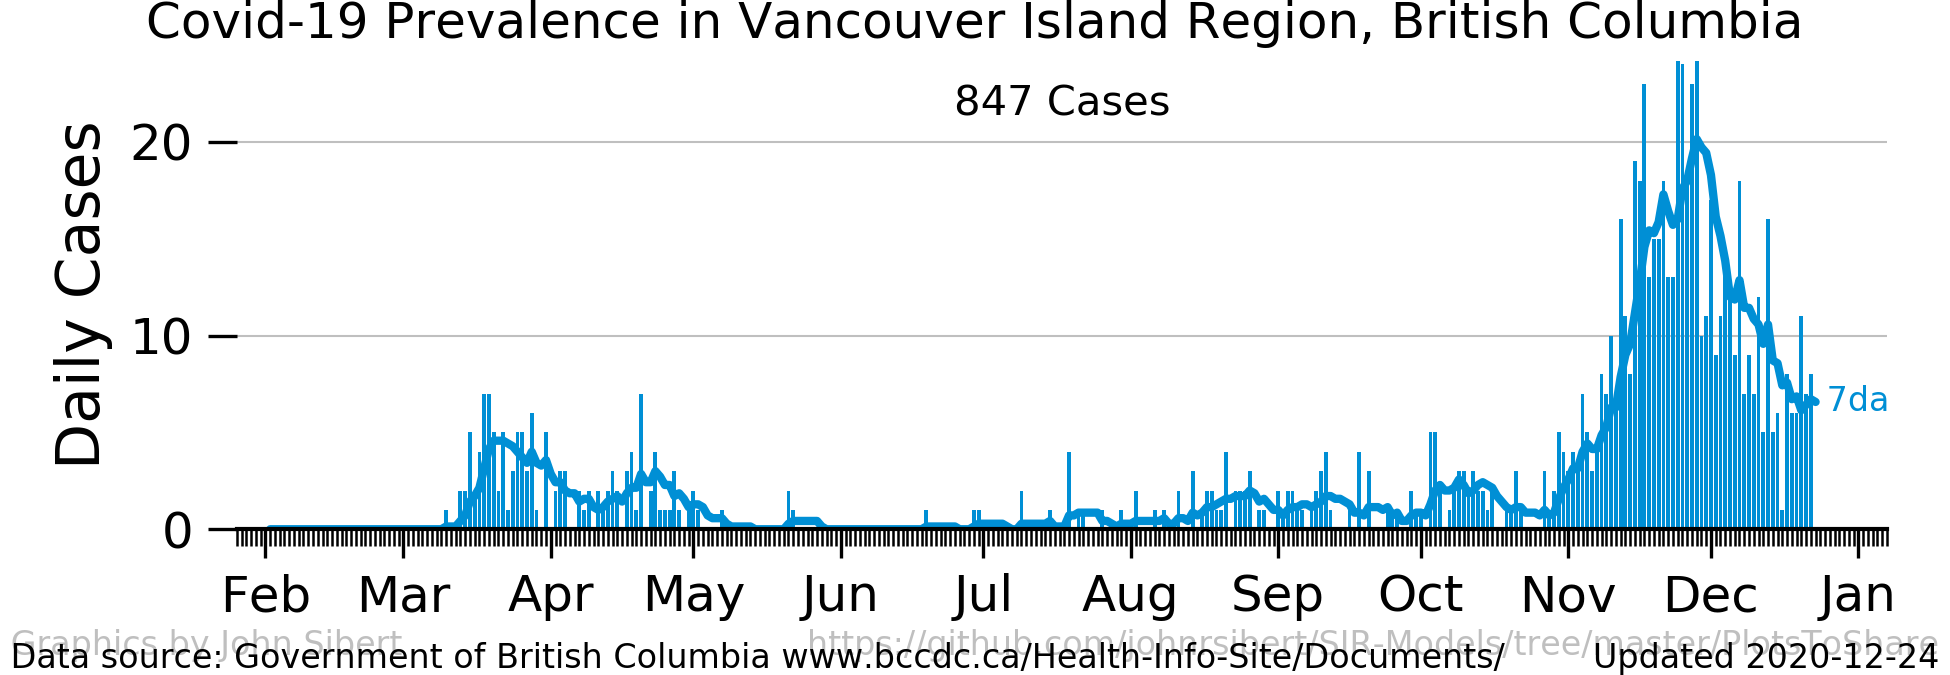 Covid-19 Prevalence in Vancouver Island Region, British Columbia
847 Cases
Daily Cases
20
10
0
7da
Feb Mar Apr May Jun Jul Aug Sep Oct Nov Dec Jan
Graphics by John Sibert https://github.com/johnrsibert/SIR-Models/tree/master/PlotsToShare
Data source: Government of British Columbia www.bccdc.ca/Health-Info-Site/Documents/ Updated 2020-12-24